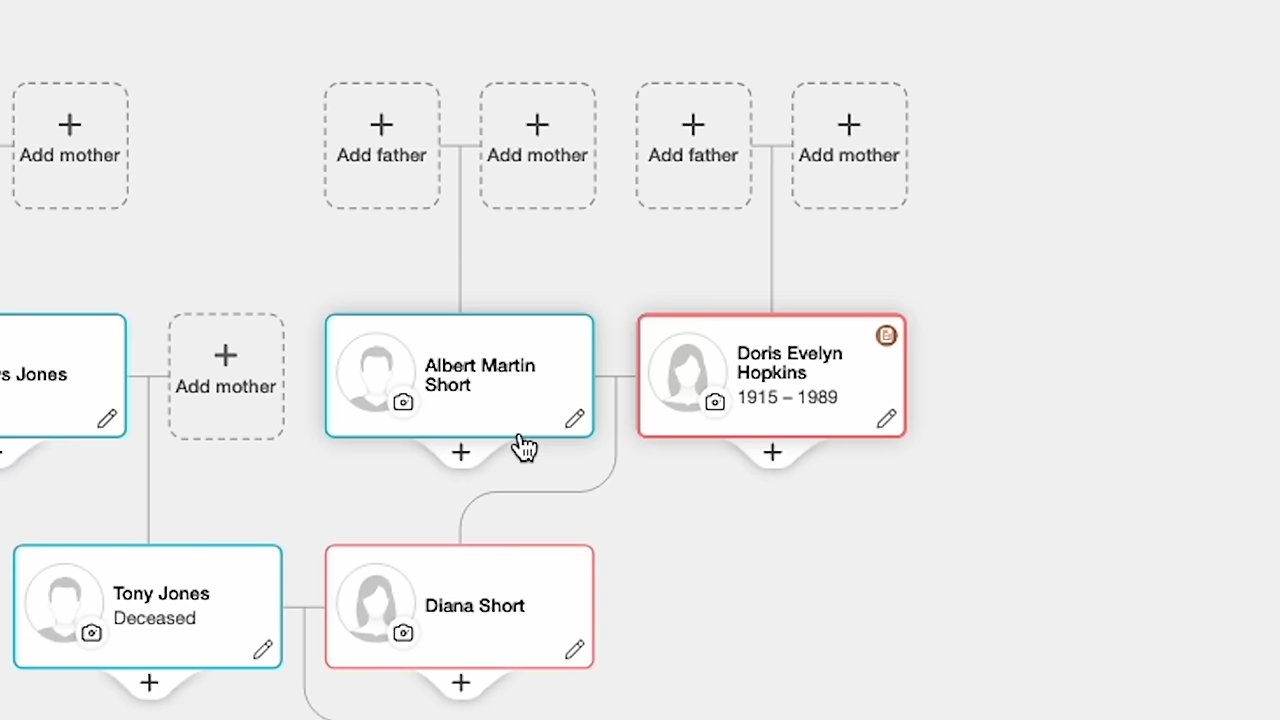 Add mother
Add father
Add mother
Add father
Add mother
s Jones
Add mother
Albert Martin
Short
Doris Evelyn
Hopkins
1915 – 1989
Tony Jones
Deceased
Diana Short